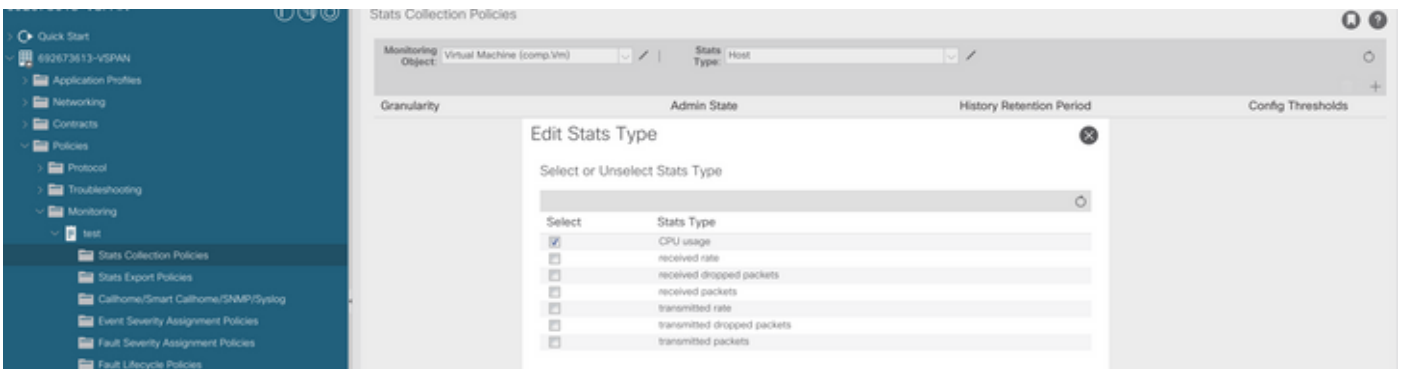 Stats Collection Policies
Quick Start
692673613-VSPAN
Application Profiles
Networking
Contracts
Policies
Protocol
Troubleshooting
Monitoring
test
Stats Collection Policies
Stats Export Policies
Callhome/Smart Callhome/SNMP/Syslog
Event Severity Assignment Policies
Fault Severity Assignment Policies
Fault Lifecycle Policies
Monitoring Object: Virtual Machine (comp.Vm) Stats Type: Host
Granularity Admin State History Retention Period Config Thresholds
Edit Stats Type
Select or Unselect Stats Type
Select Stats Type
CPU usage
received rate
received dropped packets
received packets
transmitted rate
transmitted dropped packets
transmitted packets